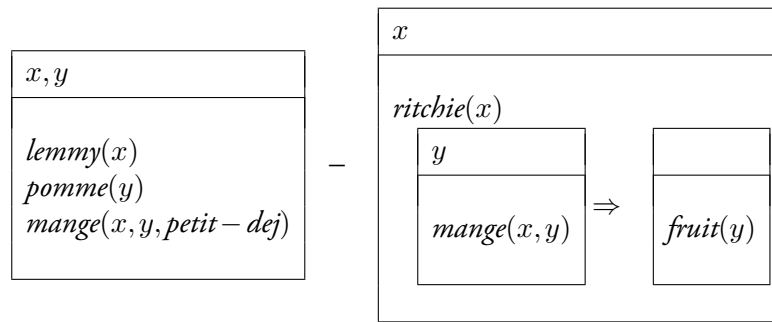 x, y
lemmy(x)
pomme(y)
mange(x, y, petit – dej)
–
x
ritchie(x)
y
mange(x, y)
⇒
fruit(y)